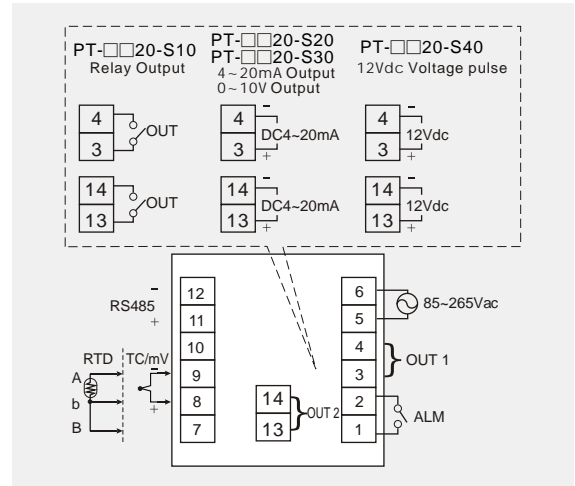 PT-□□20-S10
Relay Output
PT-□□20-S20
PT-□□20-S30
4~20mA Output
0~10V Output
PT-□□20-S40
12Vdc Voltage pulse
4
3
OUT
4 -
3 +
DC4~20mA
4 -
3 +
12Vdc
14
13
OUT
14 -
13 +
DC4~20mA
14 -
13 +
12Vdc
RS485
-
+
12
11
10
9
8
7
RTD
A
b
B
TC/mV
-
+
14
13
OUT 2
6
5
4
3
2
1
85~265Vac
OUT 1
ALM